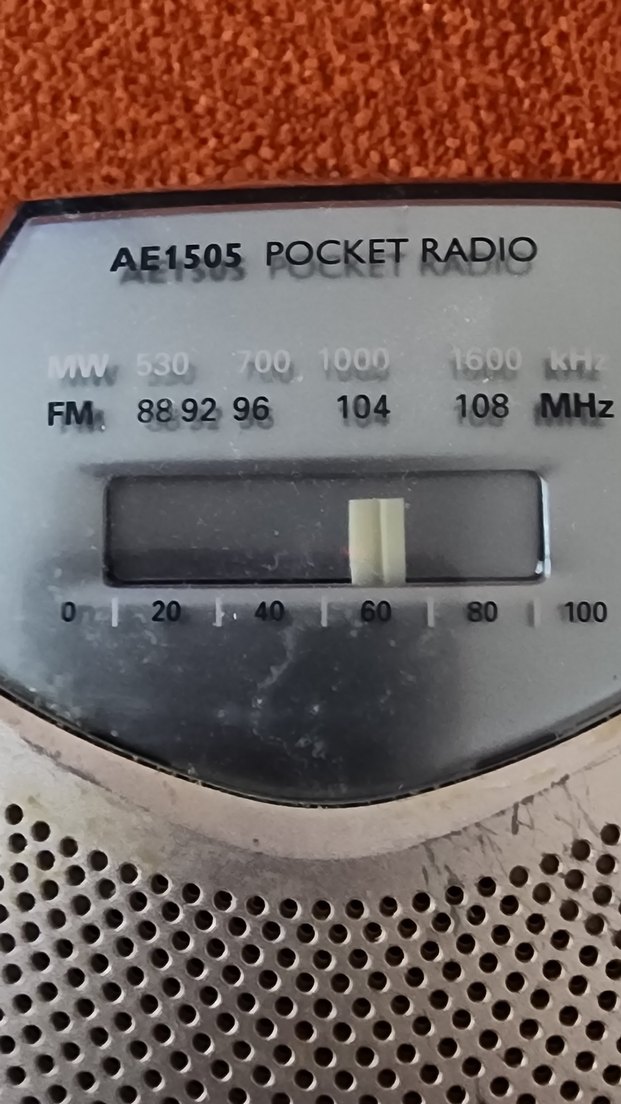 AE1505 POCKET RADIO
MW 530 700 1000 1600 kHz
FM 88 92 96 104 108 MHz
0 | 20 | 40 | 60 | 80 | 100